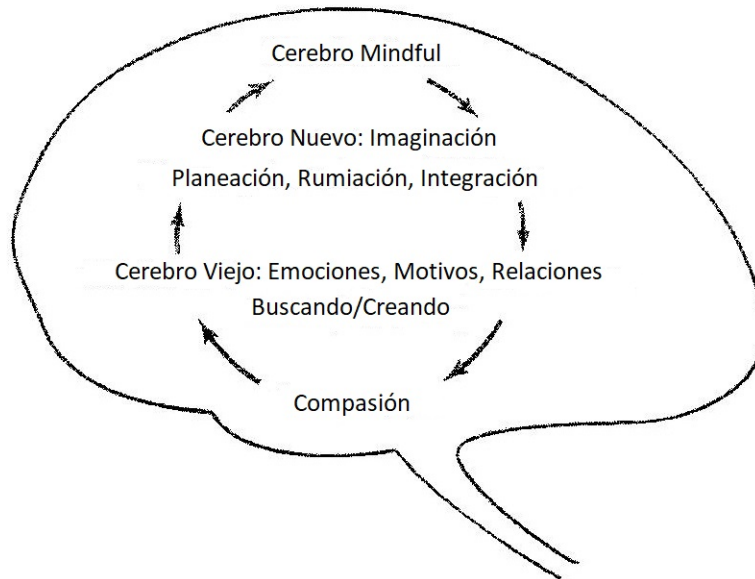 Cerebro Mindful
Cerebro Nuevo: Imaginación
Planeación, Rumiación, Integración
Cerebro Viejo: Emociones, Motivos, Relaciones
Buscando/Creando
Compasión